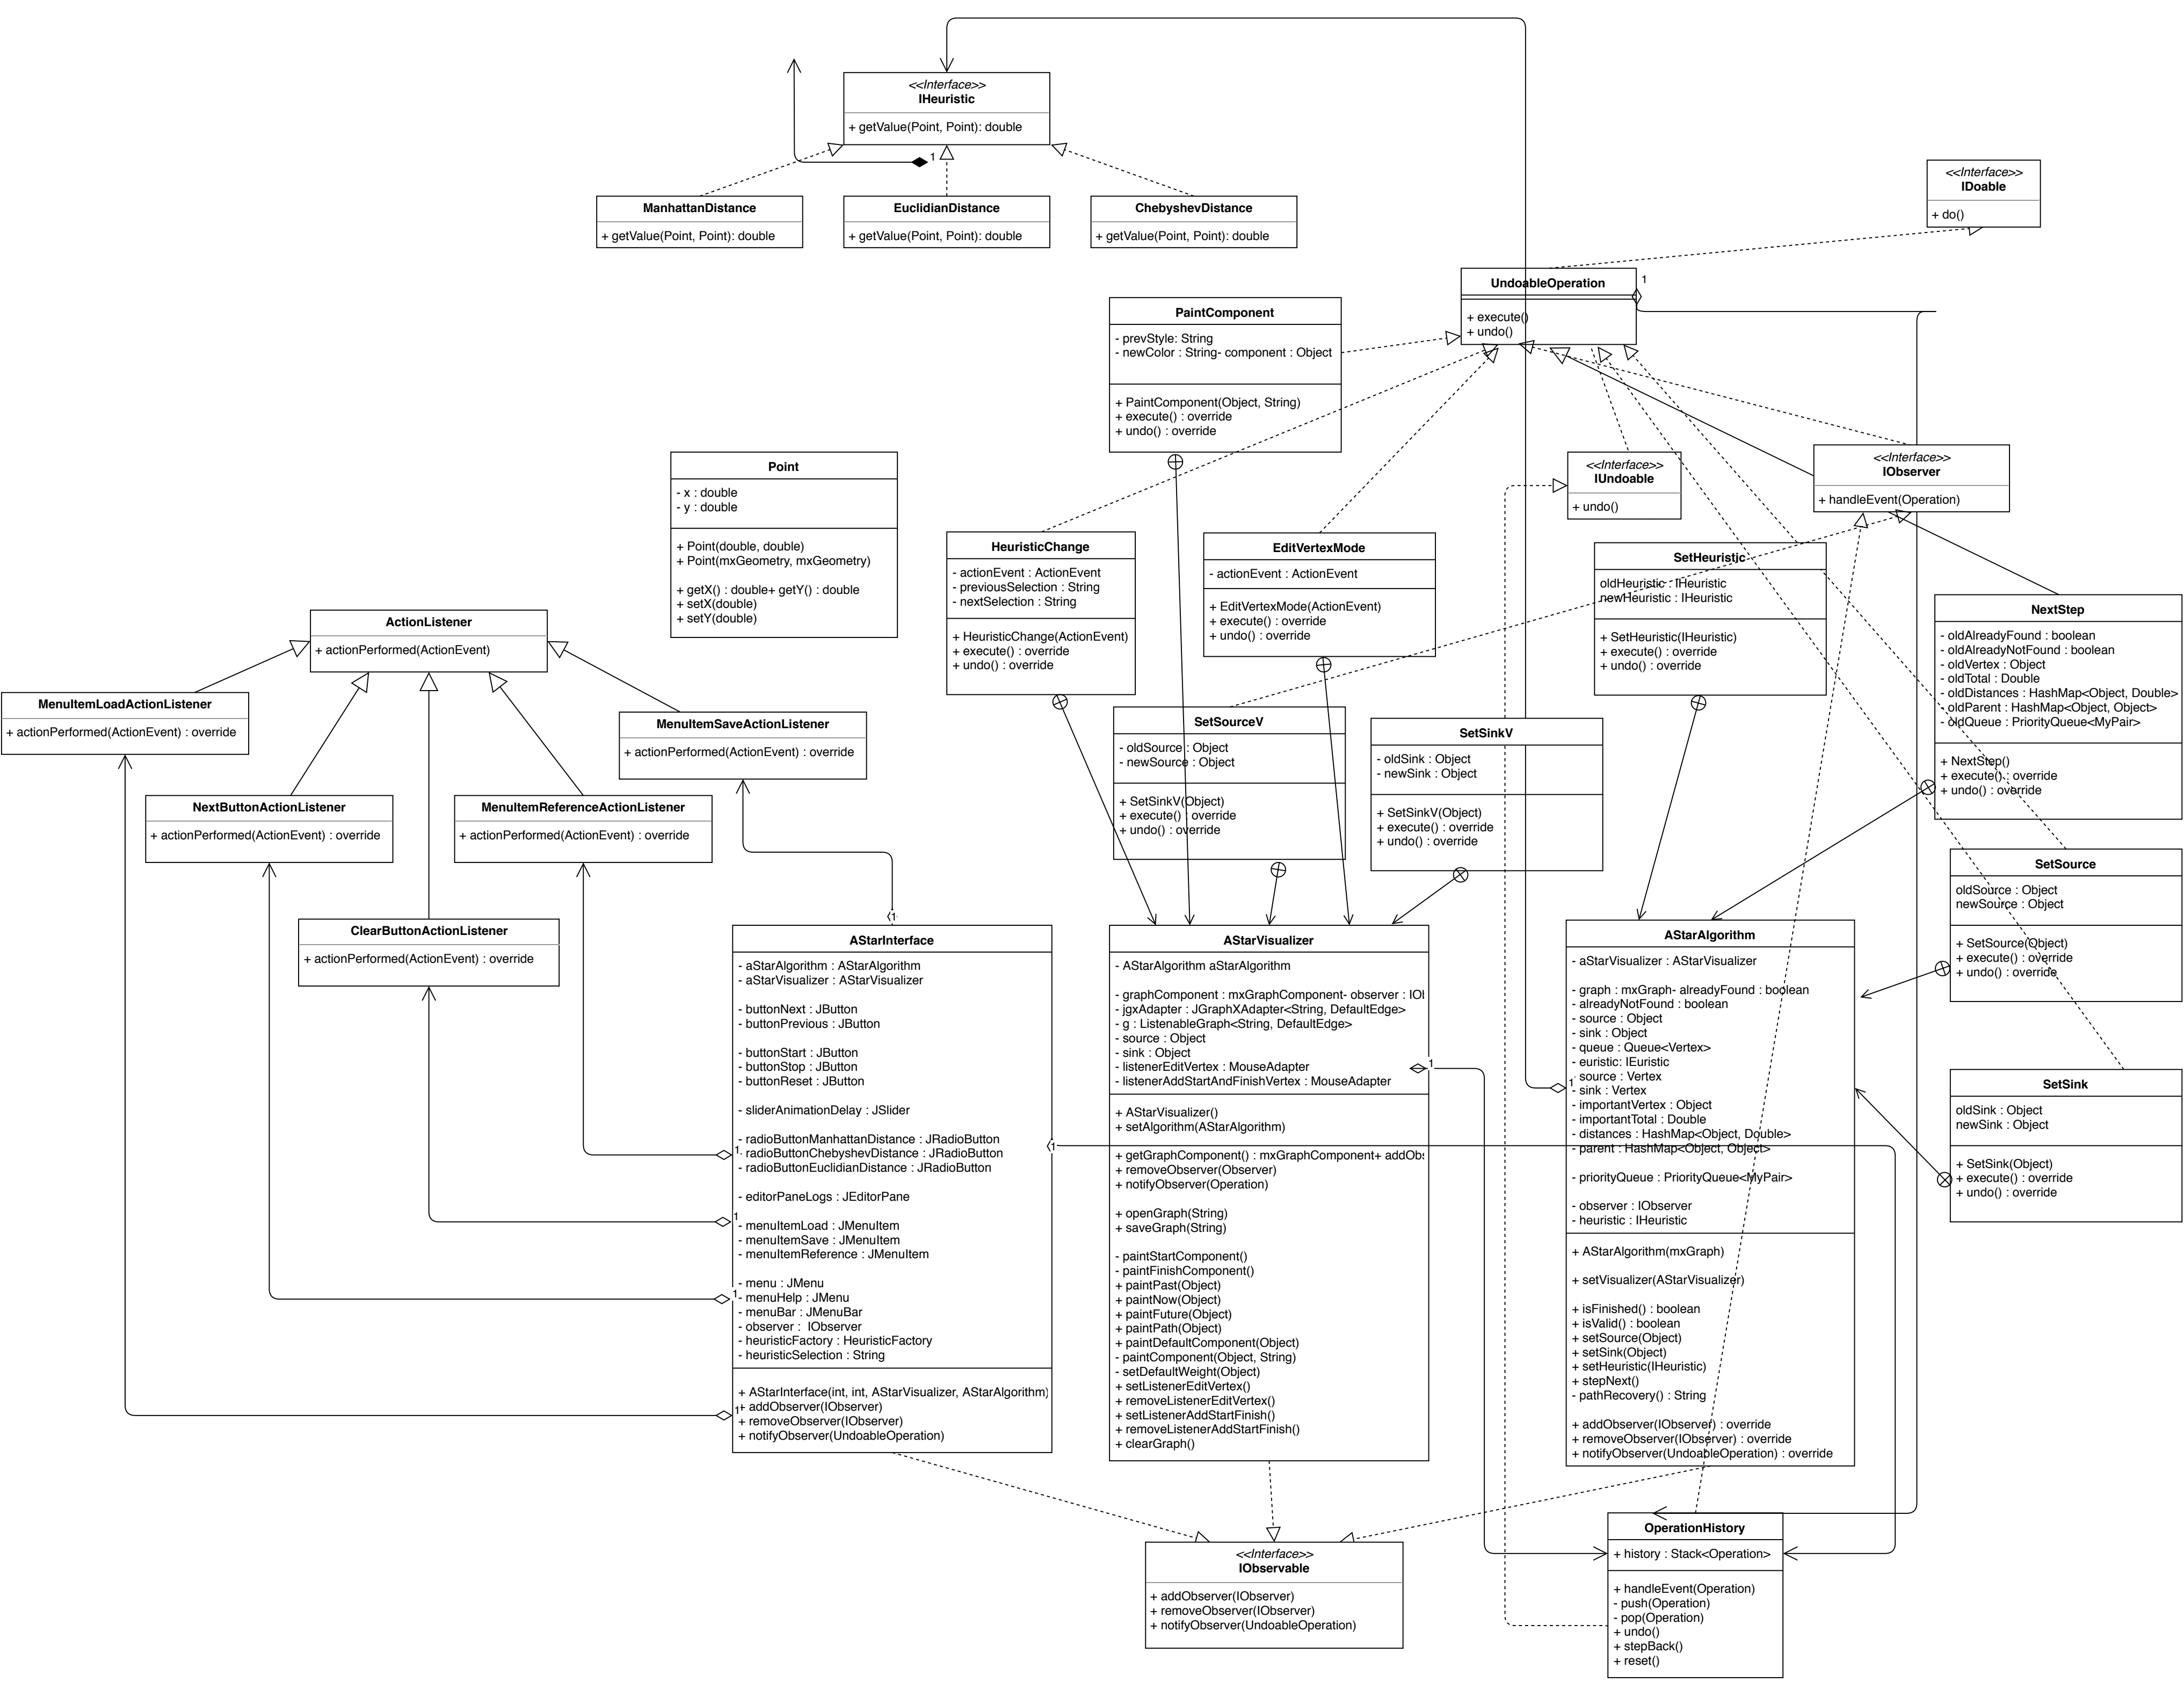 <<Interface>>
IHeuristic
+ getValue(Point, Point): double
1
ManhattanDistance
+ getValue(Point, Point): double
EuclidianDistance
+ getValue(Point, Point): double
ChebyshevDistance
+ getValue(Point, Point): double
<<Interface>>
IDoable
+ do()
UndoableOperation
+ execute()
+ undo()
1
PaintComponent
- prevStyle: String
- newColor : String- component : Object
+ PaintComponent(Object, String)
+ execute() : override
+ undo() : override
Point
- x : double
- y : double
+ Point(double, double)
+ Point(mxGeometry, mxGeometry)
+ getX() : double+ getY() : double
+ setX(double)
+ setY(double)
<<Interface>>
IUndoable
+ undo()
<<Interface>>
IObserver
+ handleEvent(Operation)
HeuristicChange
- actionEvent : ActionEvent
- previousSelection : String
- nextSelection : String
+ HeuristicChange(ActionEvent)
+ execute() : override
+ undo() : override
EditVertexMode
- actionEvent : ActionEvent
+ EditVertexMode(ActionEvent)
+ execute() : override
+ undo() : override
SetHeuristic
oldHeuristic : IHeuristic
newHeuristic : IHeuristic
+ SetHeuristic(IHeuristic)
+ execute() : override
+ undo() : override
NextStep
- oldAlreadyFound : boolean
- oldAlreadyNotFound : boolean
- oldVertex : Object
- oldTotal : Double
- oldDistances : HashMap<Object, Double>
- oldParent : HashMap<Object, Object>
- oldQueue : PriorityQueue<MyPair>
+ NextStep()
+ execute() : override
+ undo() : override
ActionListener
+ actionPerformed(ActionEvent)
MenuItemLoadActionListener
+ actionPerformed(ActionEvent) : override
MenuItemSaveActionListener
+ actionPerformed(ActionEvent) : override
NextButtonActionListener
+ actionPerformed(ActionEvent) : override
MenuItemReferenceActionListener
+ actionPerformed(ActionEvent) : override
ClearButtonActionListener
+ actionPerformed(ActionEvent) : override
SetSourceV
- oldSource : Object
- newSource : Object
+ SetSinkV(Object)
+ execute() : override
+ undo() : override
SetSinkV
- oldSink : Object
- newSink : Object
+ SetSinkV(Object)
+ execute() : override
+ undo() : override
SetSource
oldSource : Object
newSource : Object
+ SetSource(Object)
+ execute() : override
+ undo() : override
SetSink
oldSink : Object
newSink : Object
+ SetSink(Object)
+ execute() : override
+ undo() : override
1
AStarInterface
- aStarAlgorithm : AStarAlgorithm
- aStarVisualizer : AStarVisualizer
- buttonNext : JButton
- buttonPrevious : JButton
- buttonStart : JButton
- buttonStop : JButton
- buttonReset : JButton
- sliderAnimationDelay : JSlider
- radioButtonManhattanDistance : JRadioButton
- radioButtonChebyshevDistance : JRadioButton
- radioButtonEuclidianDistance : JRadioButton
- editorPaneLogs : JEditorPane
- menuItemLoad : JMenuItem
- menuItemSave : JMenuItem
- menuItemReference : JMenuItem
- menu : JMenu
- menuHelp : JMenu
- menuBar : JMenuBar
- observer :  IObserver
- heuristicFactory : HeuristicFactory
- heuristicSelection : String
+ AStarInterface(int, int, AStarVisualizer, AStarAlgorithm)
+ addObserver(IObserver)
+ removeObserver(IObserver)
+ notifyObserver(UndoableOperation)
1
1
1
1
1
AStarVisualizer
- AStarAlgorithm aStarAlgorithm
- graphComponent : mxGraphComponent- observer : IOI
- jgxAdapter : JGraphXAdapter<String, DefaultEdge>
- g : ListenableGraph<String, DefaultEdge>
- source : Object
- sink : Object
- listenerEditVertex : MouseAdapter
- listenerAddStartAndFinishVertex : MouseAdapter
+ AStarVisualizer()
+ setAlgorithm(AStarAlgorithm)
+ getGraphComponent() : mxGraphComponent+ addObs
+ removeObserver(Observer)
+ notifyObserver(Operation)
+ openGraph(String)
+ saveGraph(String)
- paintStartComponent()
- paintFinishComponent()
+ paintPast(Object)
+ paintNow(Object)
+ paintFuture(Object)
+ paintPath(Object)
+ paintDefaultComponent(Object)
- paintComponent(Object, String)
- setDefaultWeight(Object)
+ setListenerEditVertex()
+ removeListenerEditVertex()
+ setListenerAddStartFinish()
+ removeListenerAddStartFinish()
+ clearGraph()
1
AStarAlgorithm
- aStarVisualizer : AStarVisualizer
- graph : mxGraph- alreadyFound : boolean
- alreadyNotFound : boolean
- source : Object
- sink : Object
- queue : Queue<Vertex>
- euristic: IEuristic
- source : Vertex
- sink : Vertex
- importantVertex : Object
- importantTotal : Double
- distances : HashMap<Object, Double>
- parent : HashMap<Object, Object>
- priorityQueue : PriorityQueue<MyPair>
- observer : IObserver
- heuristic : IHeuristic
+ AStarAlgorithm(mxGraph)
+ setVisualizer(AStarVisualizer)
+ isFinished() : boolean
+ isValid() : boolean
+ setSource(Object)
+ setSink(Object)
+ setHeuristic(IHeuristic)
+ stepNext()
- pathRecovery() : String
+ addObserver(IObserver) : override
+ removeObserver(IObserver) : override
+ notifyObserver(UndoableOperation) : override
1
<<Interface>>
IObservable
+ addObserver(IObserver)
+ removeObserver(IObserver)
+ notifyObserver(UndoableOperation)
OperationHistory
+ history : Stack<Operation>
+ handleEvent(Operation)
- push(Operation)
- pop(Operation)
+ undo()
+ stepBack()
+ reset()